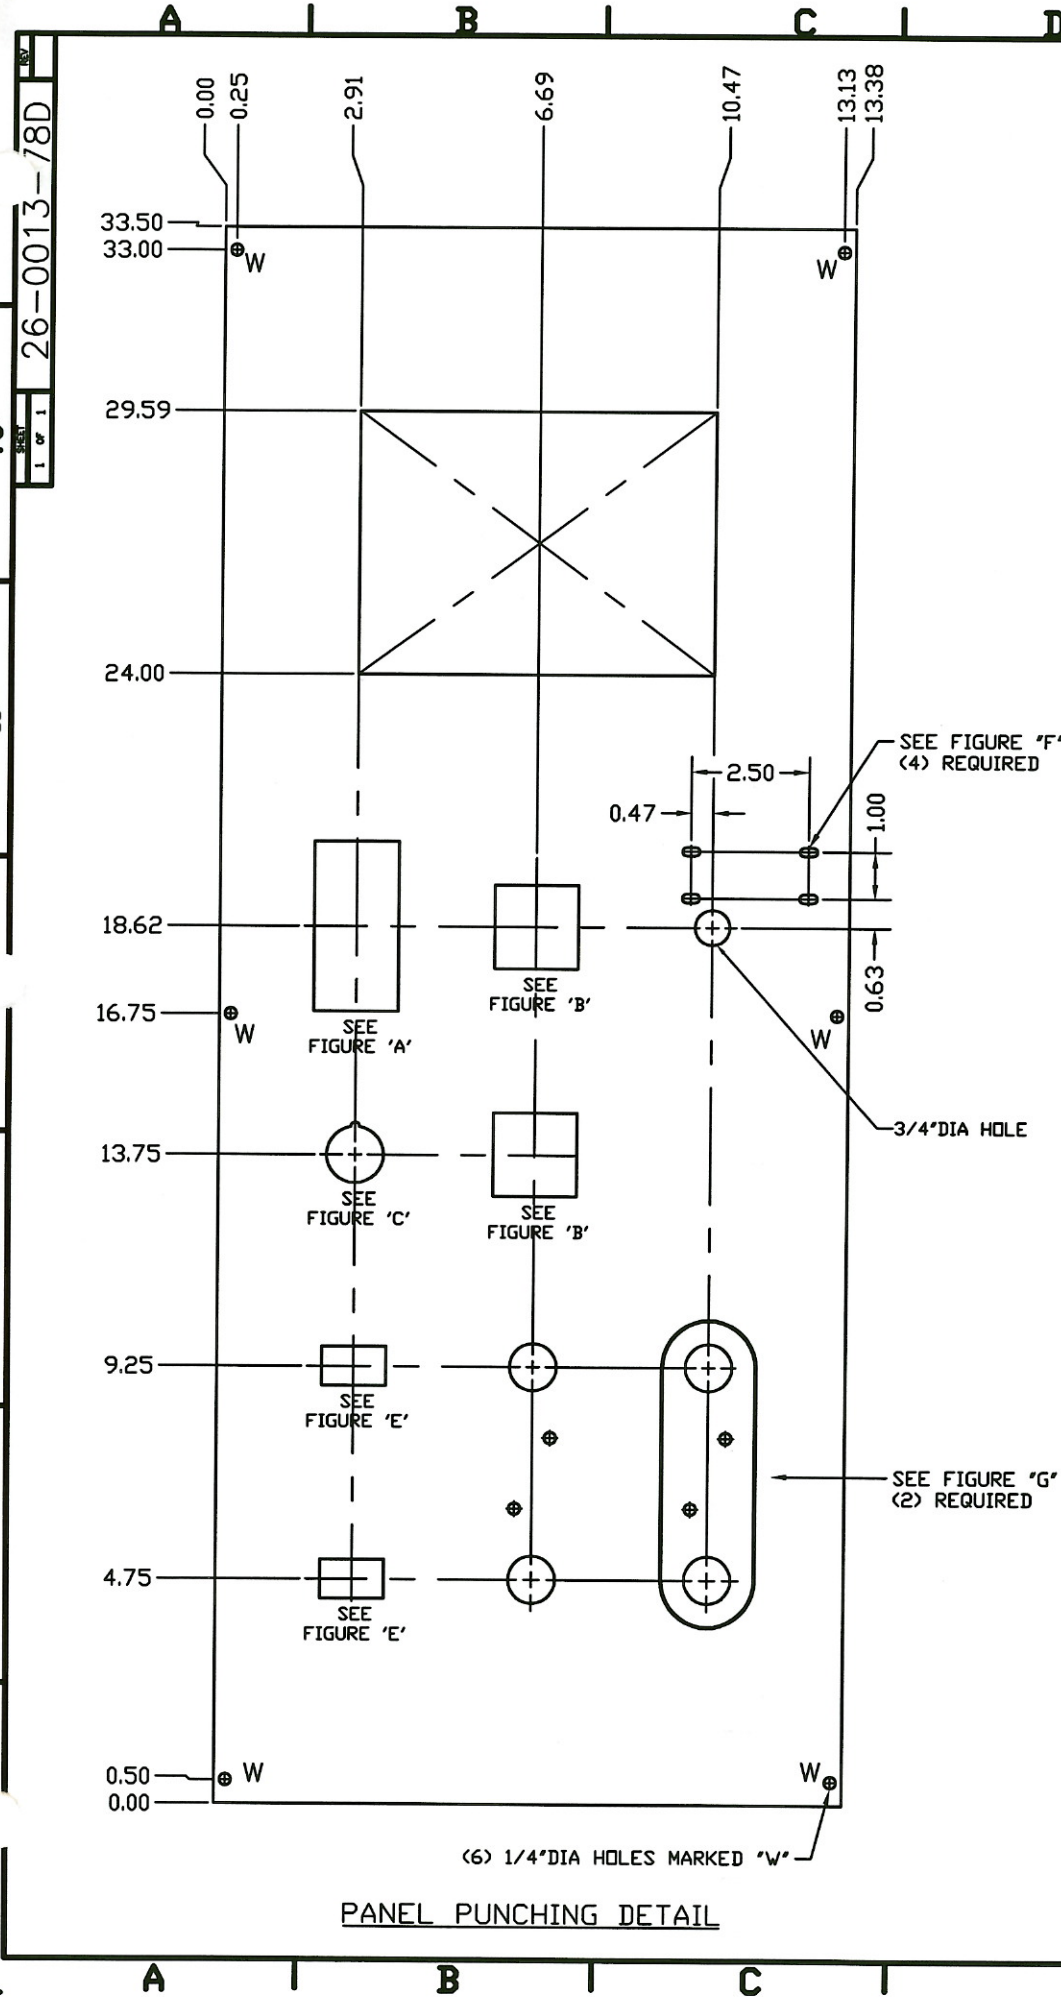 A B C D
REV
26-0013-78D
SHEET
1 OF 1
0.00
0.25
2.91
6.69
10.47
13.13
13.38
33.50
33.00
W
W
29.59
24.00
SEE FIGURE "F"
(4) REQUIRED
2.50
0.47
1.00
18.62
0.63
SEE
FIGURE 'B'
16.75
W
W
SEE
FIGURE 'A'
3/4"DIA HOLE
13.75
SEE
FIGURE 'C'
SEE
FIGURE 'B'
9.25
SEE
FIGURE 'E'
SEE FIGURE "G"
(2) REQUIRED
4.75
SEE
FIGURE 'E'
0.50
W
W
0.00
(6) 1/4"DIA HOLES MARKED "W"
PANEL PUNCHING DETAIL
A B C